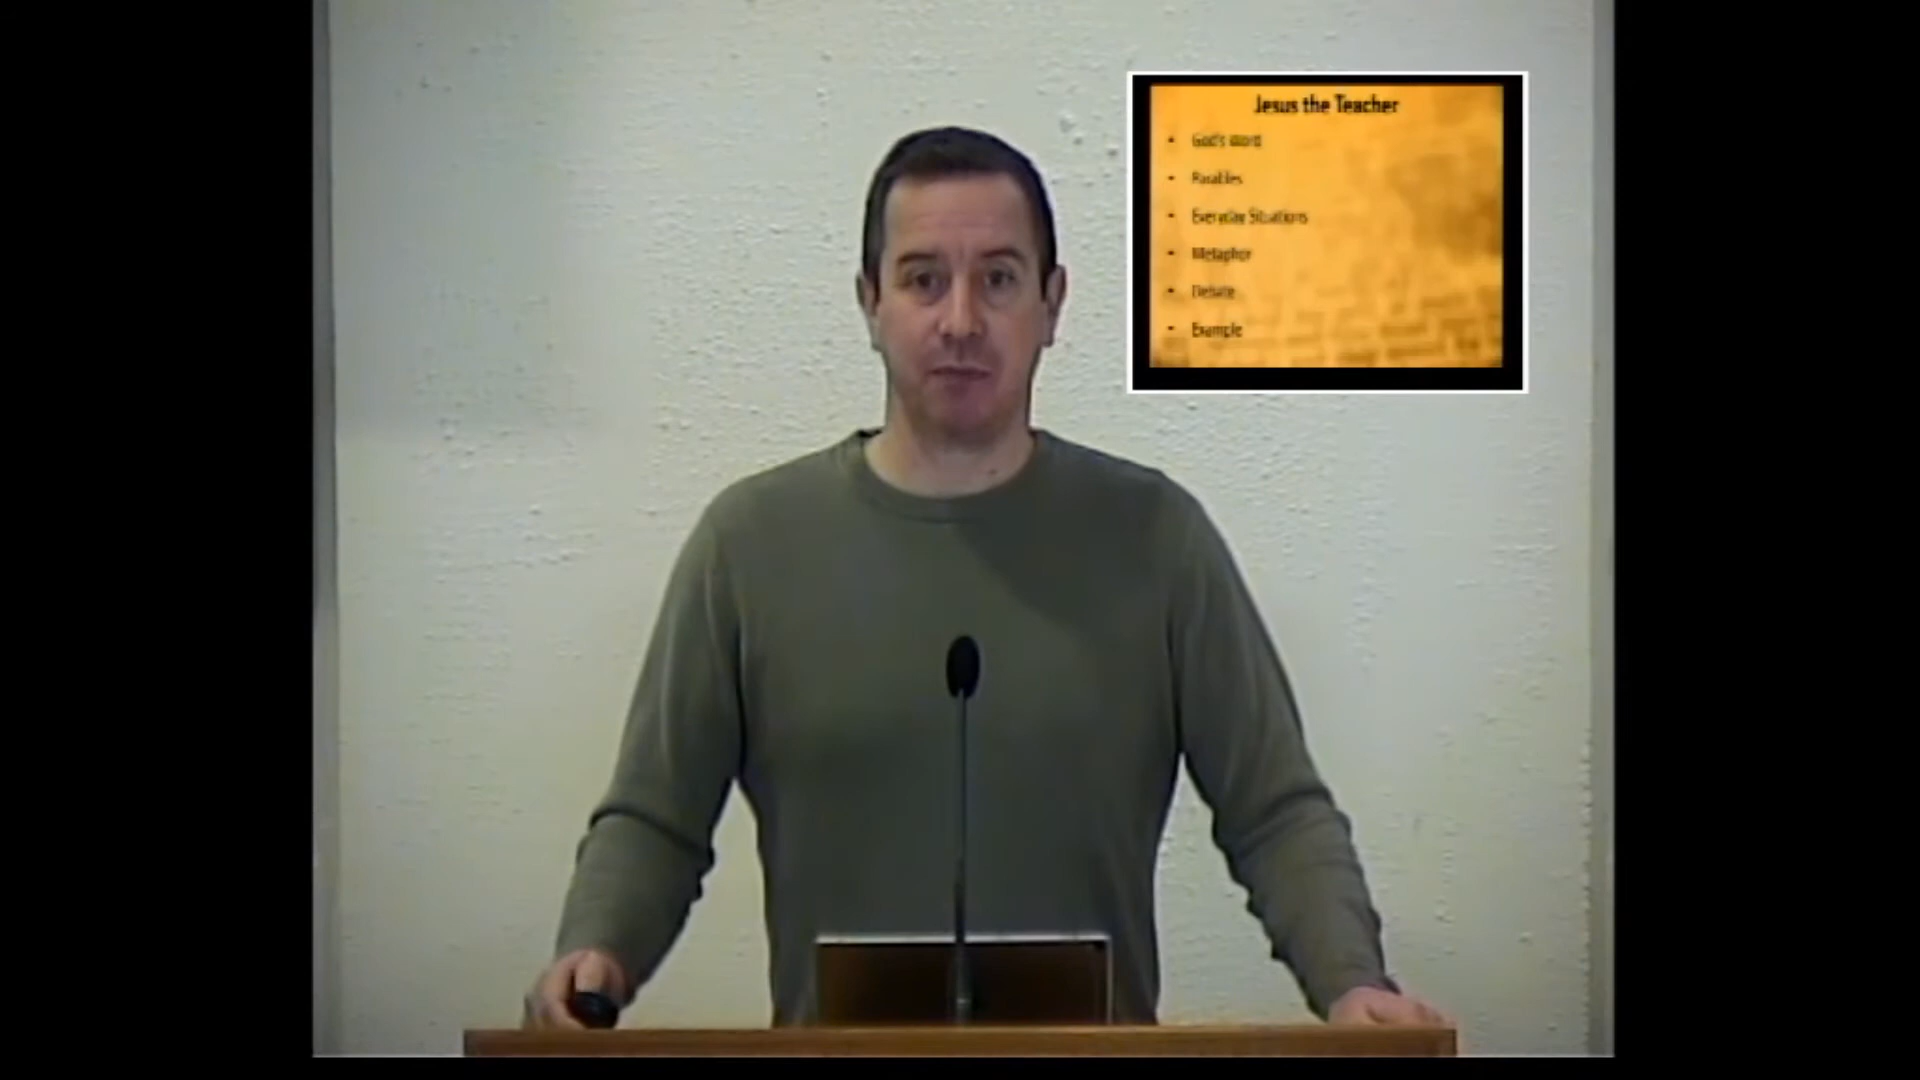 Jesus the Teacher
• God's Word
• Parables
• Everyday Situations
• Metaphor
• Debate
• Example